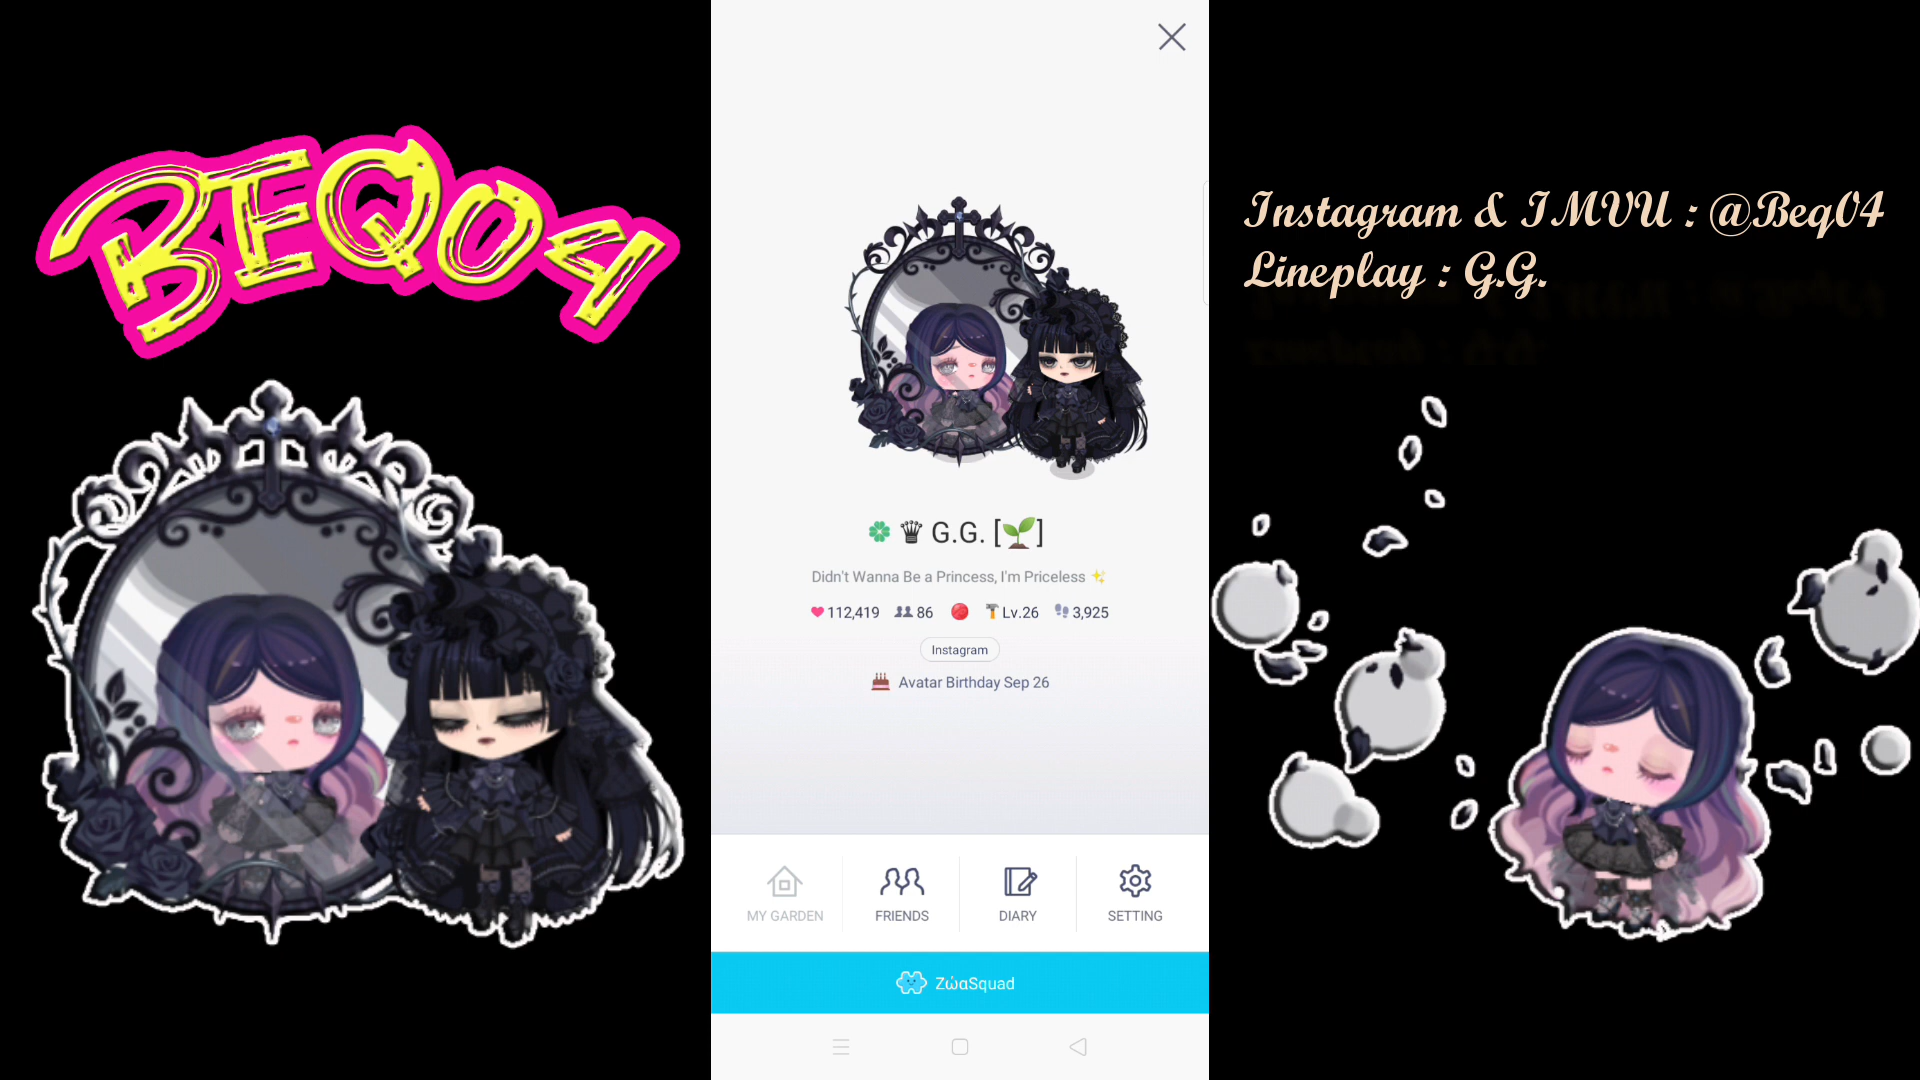 BEQ04
Instagram & IMVU : @Beq04
Lineplay : G.G.
G.G. [🌱]
Didn't Wanna Be a Princess, I'm Priceless ✨
112,419 86 Lv.26 3,925
Instagram
Avatar Birthday Sep 26
MY GARDEN FRIENDS DIARY SETTING
ΖώαSquad